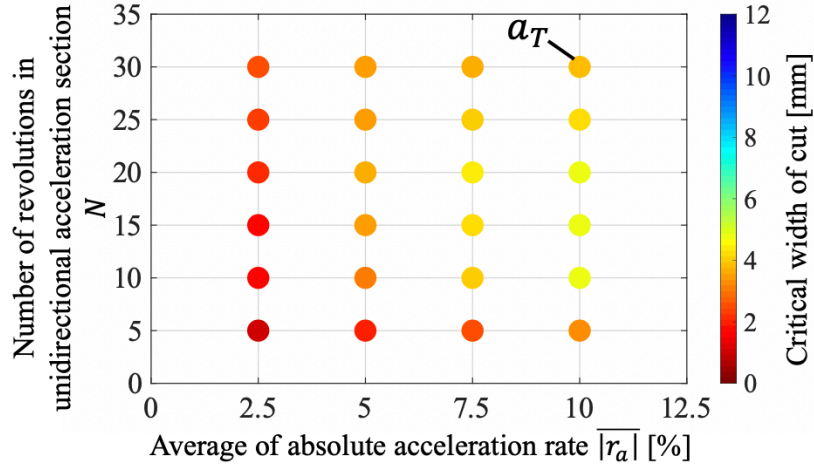 35
30
25
20
15
10
5
0
0 2.5 5 7.5 10 12.5
Number of revolutions in
unidirectional acceleration section
N
Average of absolute acceleration rate |rₐ| [%]
a_T
12
10
8
6
4
2
0
Critical width of cut [mm]